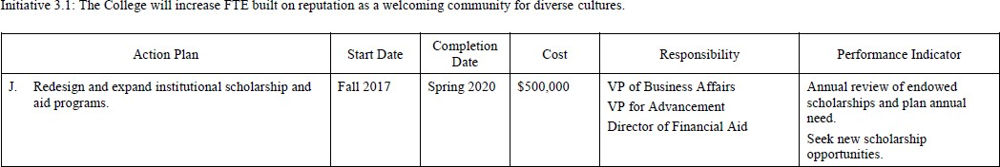 Initiative 3.1: The College will increase FTE built on reputation as a welcoming community for diverse cultures.
Action Plan
Start Date
Completion
Date
Cost
Responsibility
Performance Indicator
J. Redesign and expand institutional scholarship and
aid programs.
Fall 2017
Spring 2020
$500,000
VP of Business Affairs
VP for Advancement
Director of Financial Aid
Annual review of endowed
scholarships and plan annual
need.
Seek new scholarship
opportunities.